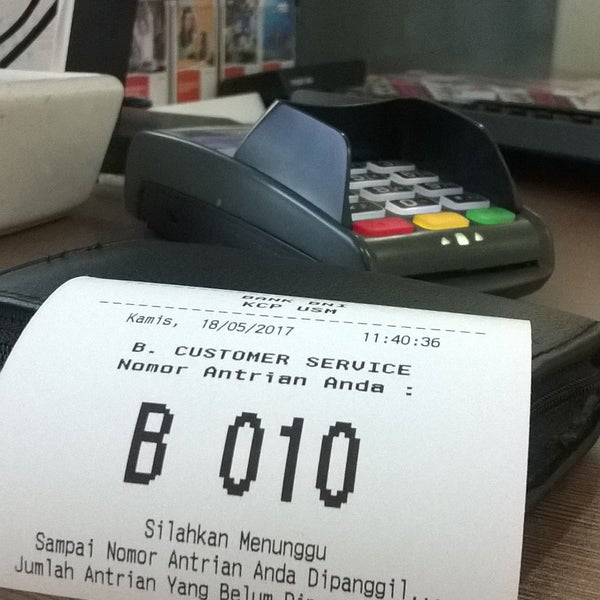 BANK BNI
KCP USM
Kamis, 18/05/2017 11:40:36
B. CUSTOMER SERVICE
Nomor Antrian Anda :
B 010
Silahkan Menunggu
Sampai Nomor Antrian Anda Dipanggil...
Jumlah Antrian Yang Belum